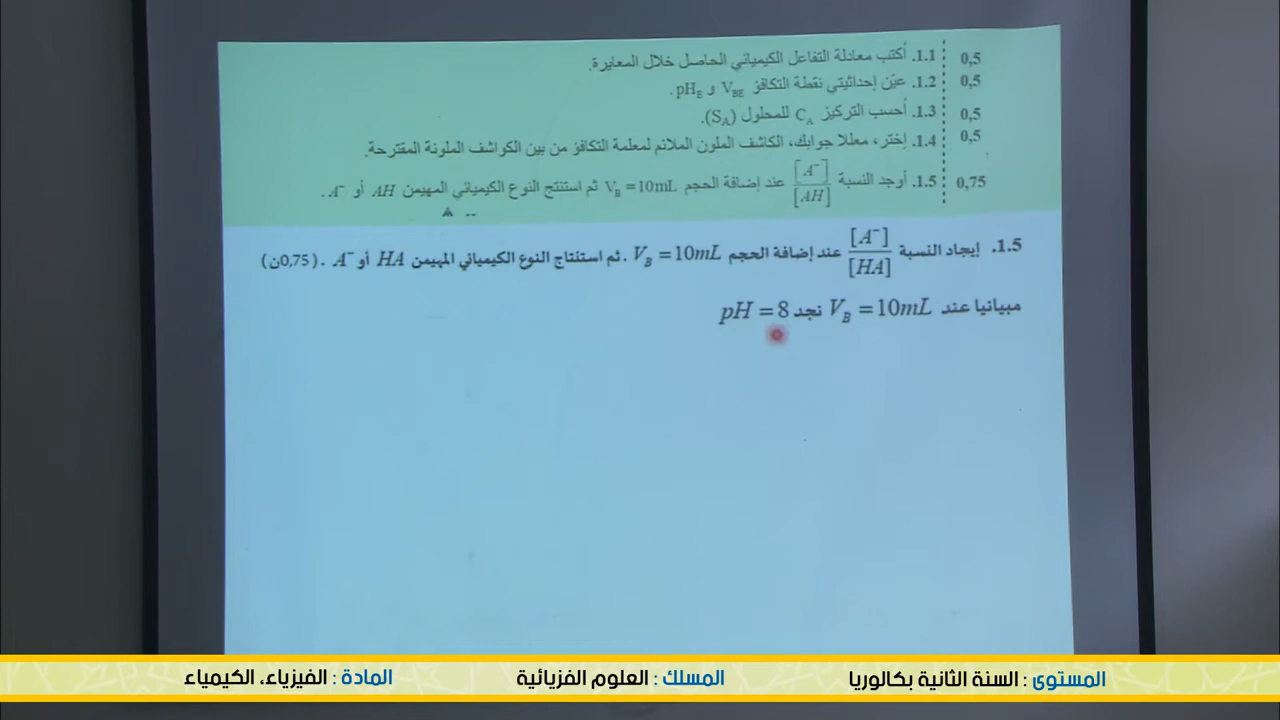 0,5 1.1. أكتب معادلة التفاعل الكيميائي الحاصل خلال المعايرة.
0,5 1.2. عيّن إحداثيتي نقطة التكافؤ V_BE و pH_E .
0,5 1.3. أحسب التركيز C_A للمحلول (S_A).
0,5 1.4. إختر، معللا جوابك، الكاشف الملون الملائم لمعلمة التكافؤ من بين الكواشف الملونة المقترحة.
0,75 1.5. أوجد النسبة [A⁻]/[AH] عند إضافة الحجم V_B = 10mL ثم استنتج النوع الكيميائي المهيمن AH أو A⁻ .
1.5. إيجاد النسبة [A⁻]/[HA] عند إضافة الحجم V_B = 10mL . ثم استنتاج النوع الكيميائي المهيمن HA أو A⁻ . (0,75ن)
مبيانيا عند V_B = 10mL نجد pH = 8
المستوى : السنة الثانية بكالوريا المسلك : العلوم الفزيائية المادة : الفيزياء، الكيمياء